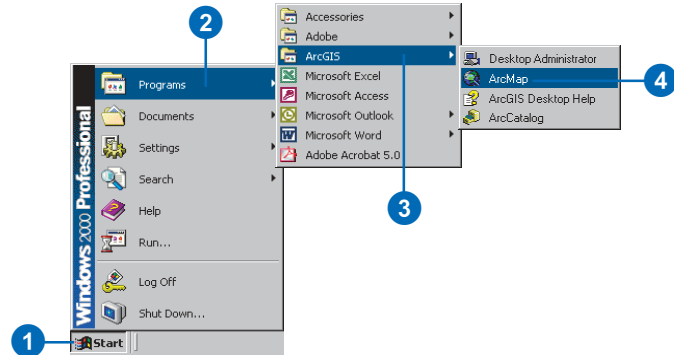 2
Accessories
Adobe
ArcGIS
Microsoft Excel
Microsoft Access
Microsoft Outlook
Microsoft Word
Adobe Acrobat 5.0
3
Desktop Administrator
ArcMap
ArcGIS Desktop Help
ArcCatalog
4
Windows 2000 Professional
Programs
Documents
Settings
Search
Help
Run...
Log Off
Shut Down...
1
Start